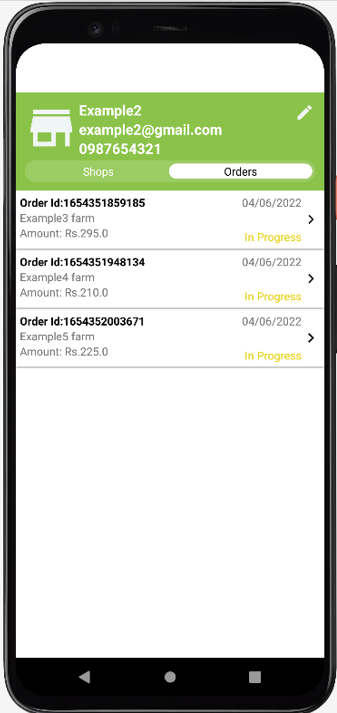 Example2
example2@gmail.com
0987654321
Shops
Orders
Order Id:1654351859185
04/06/2022
Example3 farm
Amount: Rs.295.0
In Progress
Order Id:1654351948134
04/06/2022
Example4 farm
Amount: Rs.210.0
In Progress
Order Id:1654352003671
04/06/2022
Example5 farm
Amount: Rs.225.0
In Progress